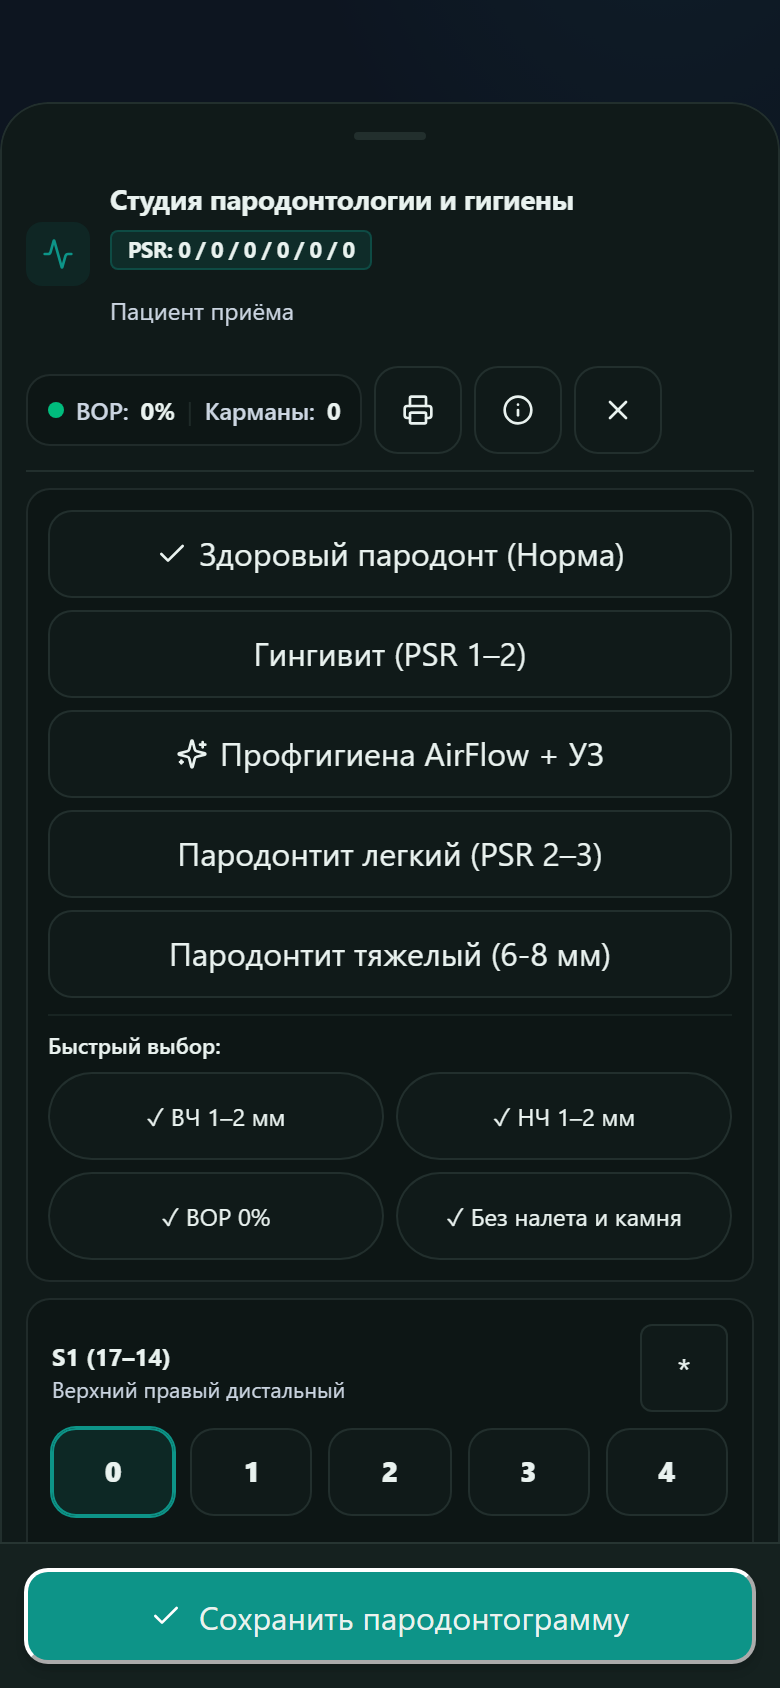 Студия пародонтологии и гигиены
PSR: 0 / 0 / 0 / 0 / 0 / 0
Пациент приёма
BOP: 0% Карманы: 0
Здоровый пародонт (Норма)
Гингивит (PSR 1–2)
Профгигиена AirFlow + УЗ
Пародонтит легкий (PSR 2–3)
Пародонтит тяжелый (6-8 мм)
Быстрый выбор:
✓ ВЧ 1–2 мм ✓ НЧ 1–2 мм
✓ BOP 0% ✓ Без налета и камня
S1 (17–14) *
Верхний правый дистальный
0 1 2 3 4
Сохранить пародонтограмму